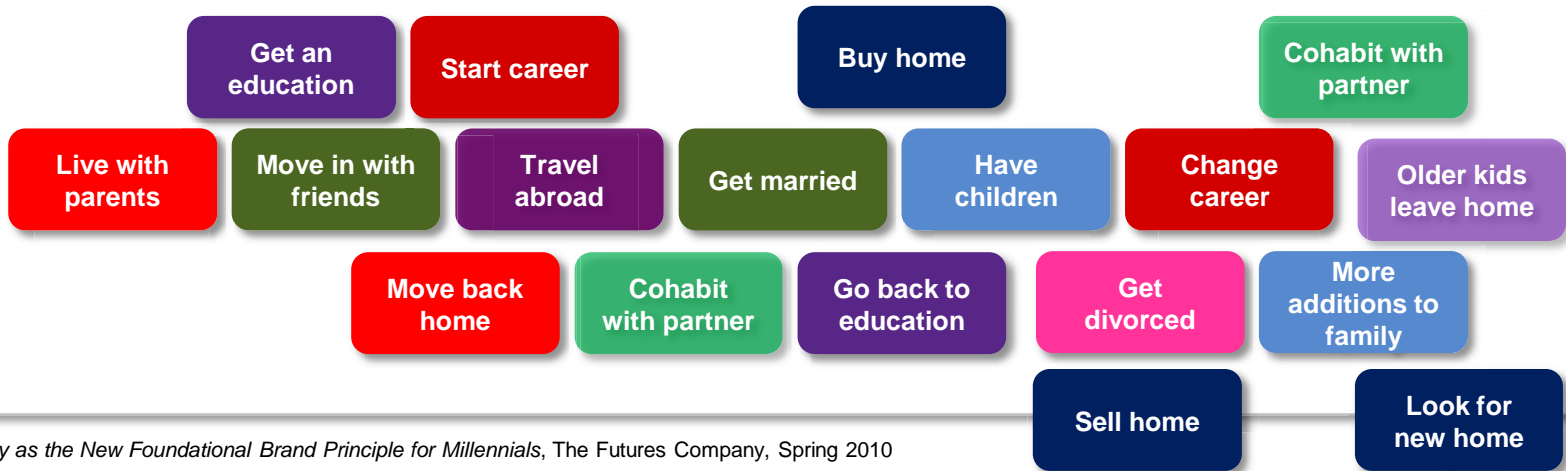 Get an
education
Start career
Buy home
Cohabit with
partner
Live with
parents
Move in with
friends
Travel
abroad
Get married
Have
children
Change
career
Older kids
leave home
Move back
home
Cohabit
with partner
Go back to
education
Get
divorced
More
additions to
family
Sell home
Look for
new home
y as the New Foundational Brand Principle for Millennials, The Futures Company, Spring 2010